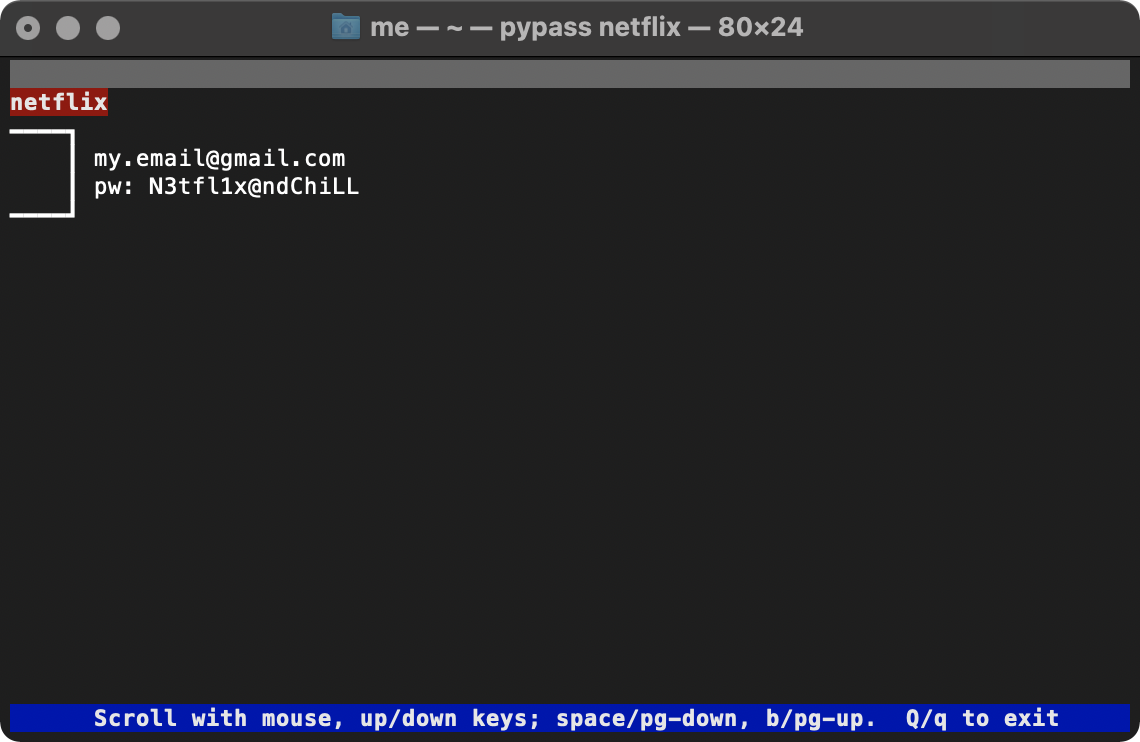 me — ~ — pypass netflix — 80×24
netflix
my.email@gmail.com
pw: N3tfl1x@ndChiLL
Scroll with mouse, up/down keys; space/pg-down, b/pg-up.  Q/q to exit